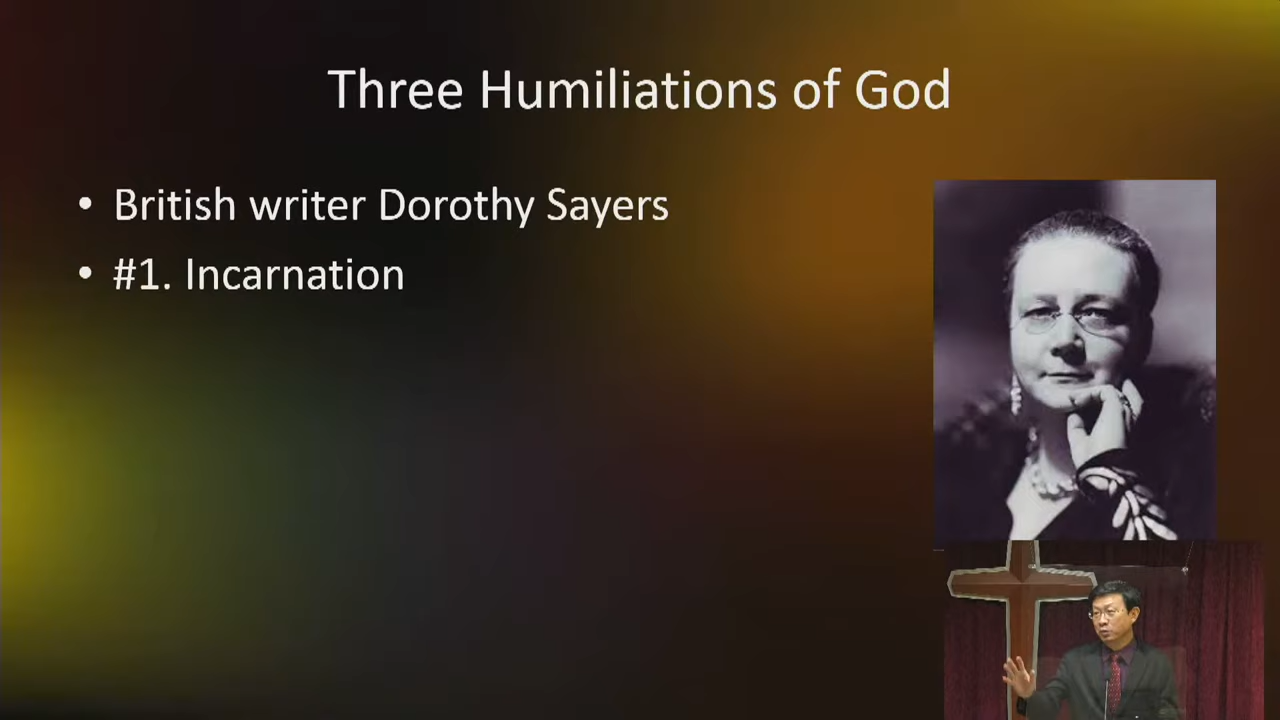 Three Humiliations of God
• British writer Dorothy Sayers
• #1. Incarnation